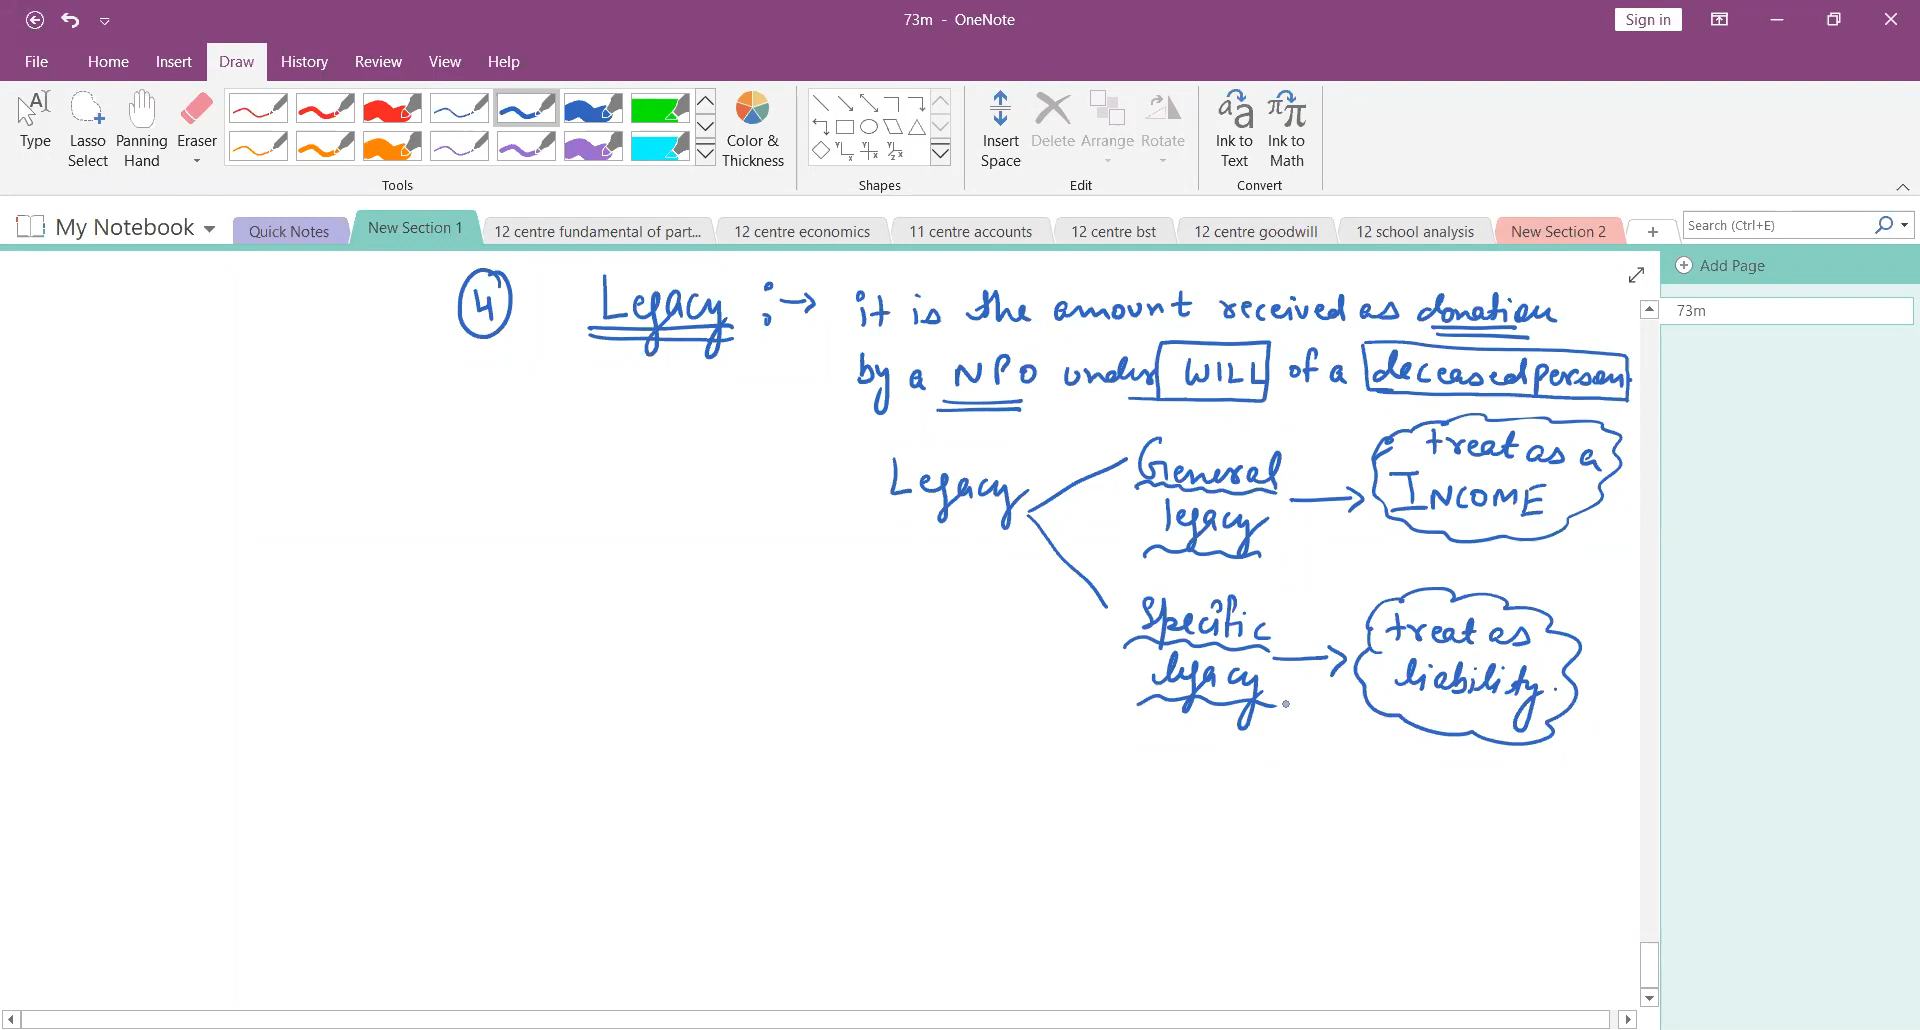 73m - OneNote
Sign in
File Home Insert Draw History Review View Help
Type
Lasso Select
Panning Hand
Eraser
Color & Thickness
Insert Space
Delete
Arrange
Rotate
Ink to Text
Ink to Math
Tools
Shapes
Edit
Convert
My Notebook
Quick Notes
New Section 1
12 centre fundamental of part...
12 centre economics
11 centre accounts
12 centre bst
12 centre goodwill
12 school analysis
New Section 2
Search (Ctrl+E)
Add Page
73m
4 Legacy :→ it is the amount received as donation
by a NPO under WILL of a deceased person.
Legacy
General legacy → treat as a INCOME
Specific legacy → treat as liability.